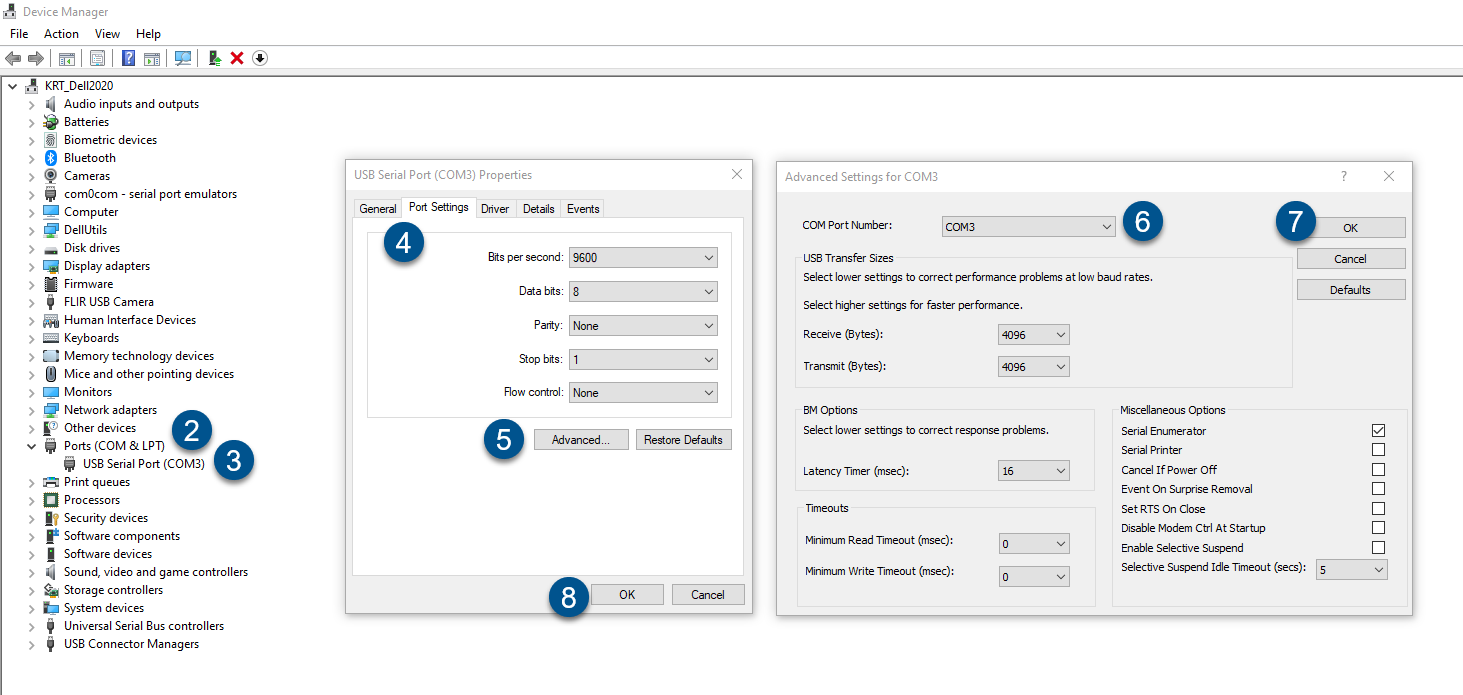 Device Manager
File Action View Help
KRT_Dell2020
Audio inputs and outputs
Batteries
Biometric devices
Bluetooth
Cameras
com0com - serial port emulators
Computer
DellUtils
Disk drives
Display adapters
Firmware
FLIR USB Camera
Human Interface Devices
Keyboards
Memory technology devices
Mice and other pointing devices
Monitors
Network adapters
Other devices
2
Ports (COM & LPT)
USB Serial Port (COM3)
3
Print queues
Processors
Security devices
Software components
Software devices
Sound, video and game controllers
Storage controllers
System devices
Universal Serial Bus controllers
USB Connector Managers
USB Serial Port (COM3) Properties
General Port Settings Driver Details Events
4
Bits per second: 9600
Data bits: 8
Parity: None
Stop bits: 1
Flow control: None
5 Advanced... Restore Defaults
8 OK Cancel
Advanced Settings for COM3 ?
COM Port Number: COM3 6
7 OK
Cancel
Defaults
USB Transfer Sizes
Select lower settings to correct performance problems at low baud rates.
Select higher settings for faster performance.
Receive (Bytes): 4096
Transmit (Bytes): 4096
BM Options
Select lower settings to correct response problems.
Latency Timer (msec): 16
Timeouts
Minimum Read Timeout (msec): 0
Minimum Write Timeout (msec): 0
Miscellaneous Options
Serial Enumerator
Serial Printer
Cancel If Power Off
Event On Surprise Removal
Set RTS On Close
Disable Modem Ctrl At Startup
Enable Selective Suspend
Selective Suspend Idle Timeout (secs): 5